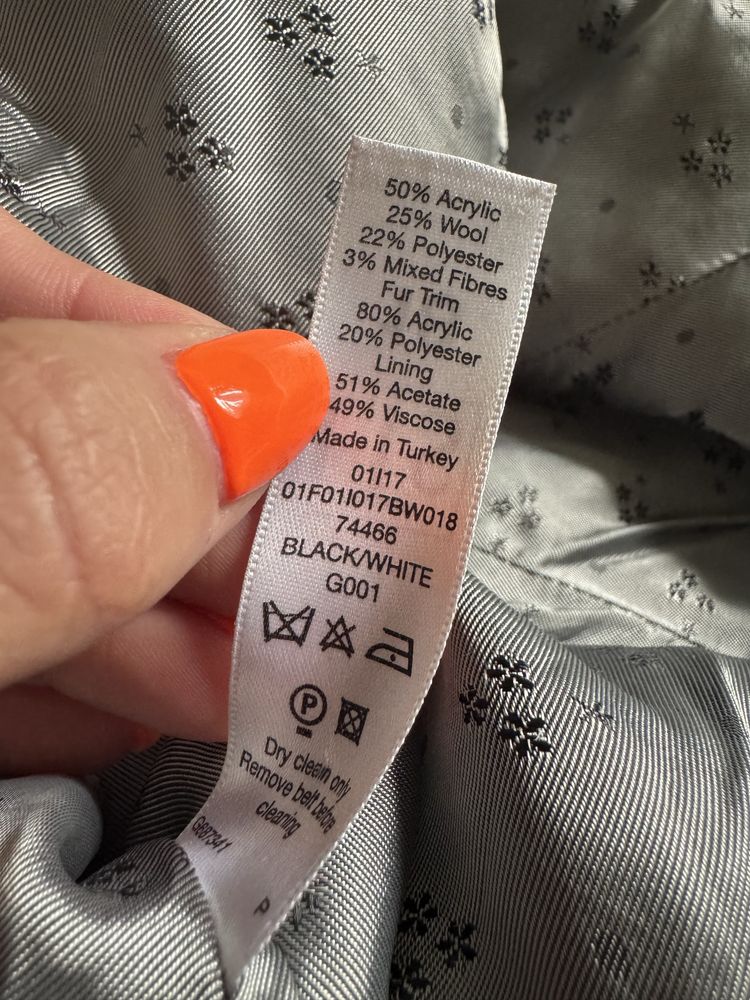 50% Acrylic
25% Wool
22% Polyester
3% Mixed Fibres
Fur Trim
80% Acrylic
20% Polyester
Lining
51% Acetate
49% Viscose
Made in Turkey
01I17
01F01I017BW018
74466
BLACK/WHITE
G001
P
Dry clean only
Remove belt before
cleaning
G687341
P